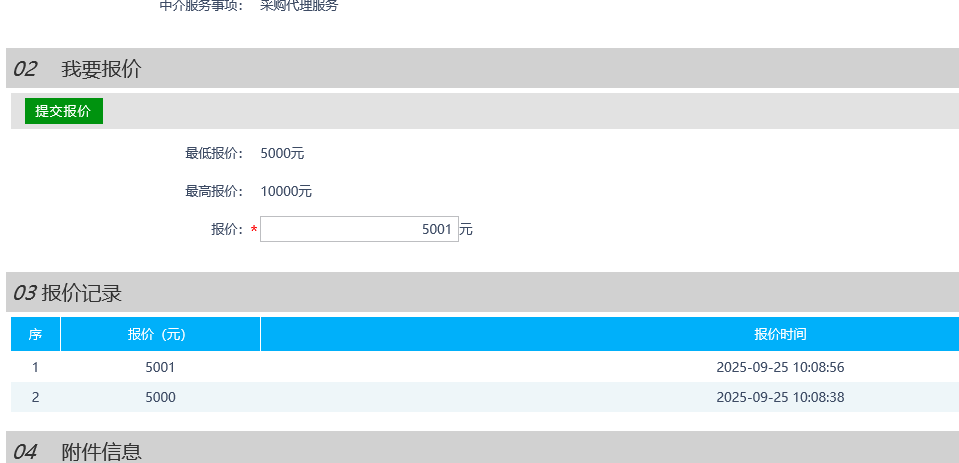 中介服务事项： 采购代理服务
02 我要报价
提交报价
最低报价： 5000元
最高报价： 10000元
报价：* 5001 元
03 报价记录
序 报价（元） 报价时间
1 5001 2025-09-25 10:08:56
2 5000 2025-09-25 10:08:38
04 附件信息